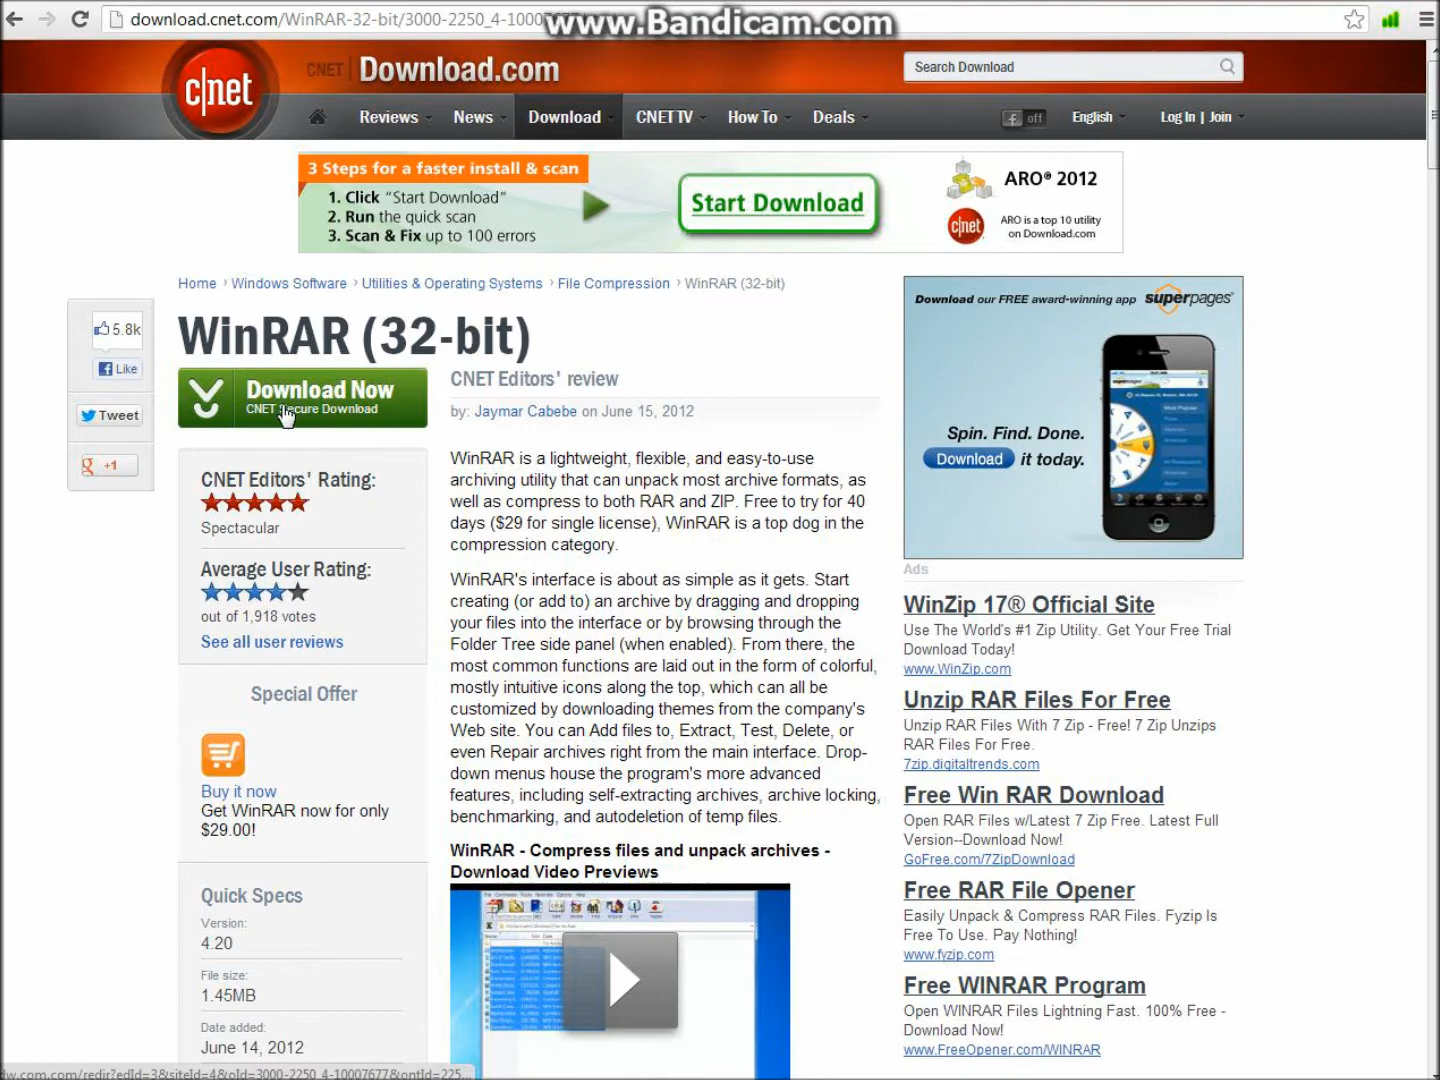 download.cnet.com/WinRAR-32-bit/3000-2250_4-10007677
www.Bandicam.com
c|net
CNET
Download.com
Search Download
Reviews
News
Download
CNET TV
How To
Deals
off
English
Log In | Join
3 Steps for a faster install & scan
1. Click “Start Download”
2. Run the quick scan
3. Scan & Fix up to 100 errors
Start Download
ARO® 2012
c|net
ARO is a top 10 utility
on Download.com
Home › Windows Software › Utilities & Operating Systems › File Compression › WinRAR (32-bit)
5.8k
Like
Tweet
+1
WinRAR (32-bit)
Download Now
CNET Secure Download
CNET Editors' Rating:
Spectacular
Average User Rating:
out of 1,918 votes
See all user reviews
Special Offer
Buy it now
Get WinRAR now for only
$29.00!
Quick Specs
Version:
4.20
File size:
1.45MB
Date added:
June 14, 2012
CNET Editors' review
by: Jaymar Cabebe on June 15, 2012
WinRAR is a lightweight, flexible, and easy-to-use
archiving utility that can unpack most archive formats, as
well as compress to both RAR and ZIP. Free to try for 40
days ($29 for single license), WinRAR is a top dog in the
compression category.
WinRAR's interface is about as simple as it gets. Start
creating (or add to) an archive by dragging and dropping
your files into the interface or by browsing through the
Folder Tree side panel (when enabled). From there, the
most common functions are laid out in the form of colorful,
mostly intuitive icons along the top, which can all be
customized by downloading themes from the company's
Web site. You can Add files to, Extract, Test, Delete, or
even Repair archives right from the main interface. Drop-
down menus house the program's more advanced
features, including self-extracting archives, archive locking,
benchmarking, and autodeletion of temp files.
WinRAR - Compress files and unpack archives -
Download Video Previews
Download our FREE award-winning app superpages®
Spin. Find. Done.
Download it today.
Ads
WinZip 17® Official Site
Use The World's #1 Zip Utility. Get Your Free Trial
Download Today!
www.WinZip.com
Unzip RAR Files For Free
Unzip RAR Files With 7 Zip - Free! 7 Zip Unzips
RAR Files For Free.
7zip.digitaltrends.com
Free Win RAR Download
Open RAR Files w/Latest 7 Zip Free. Latest Full
Version--Download Now!
GoFree.com/7ZipDownload
Free RAR File Opener
Easily Unpack & Compress RAR Files. Fyzip Is
Free To Use. Pay Nothing!
www.fyzip.com
Free WINRAR Program
Open WINRAR Files Lightning Fast. 100% Free -
Download Now!
www.FreeOpener.com/WINRAR
dw.com.com/redir?edId=3&siteId=4&oId=3000-2250_4-10007677&ontId=225...